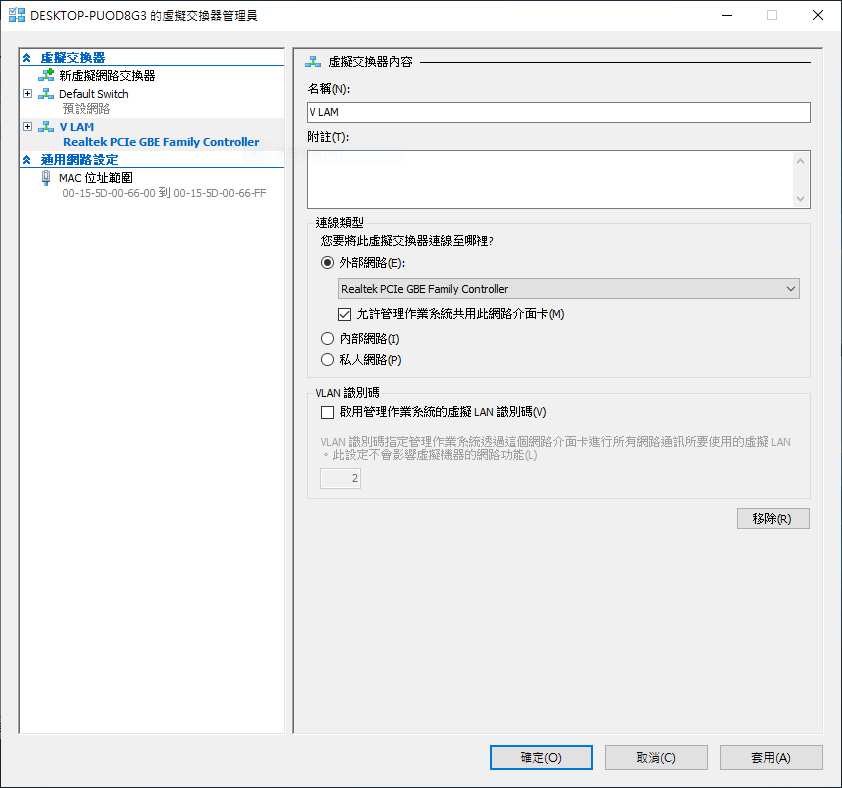 DESKTOP-PUOD8G3 的虛擬交換器管理員
虛擬交換器
新虛擬網路交換器
Default Switch
預設網路
V LAM
Realtek PCIe GBE Family Controller
通用網路設定
MAC 位址範圍
00-15-5D-00-66-00 到 00-15-5D-00-66-FF
虛擬交換器內容
名稱(N):
V LAM
附註(T):
連線類型
您要將此虛擬交換器連線至哪裡?
外部網路(E):
Realtek PCIe GBE Family Controller
允許管理作業系統共用此網路介面卡(M)
內部網路(I)
私人網路(P)
VLAN 識別碼
啟用管理作業系統的虛擬 LAN 識別碼(V)
VLAN 識別碼指定管理作業系統透過這個網路介面卡進行所有網路通訊所要使用的虛擬 LAN
。此設定不會影響虛擬機器的網路功能(L)
2
移除(R)
確定(O)
取消(C)
套用(A)